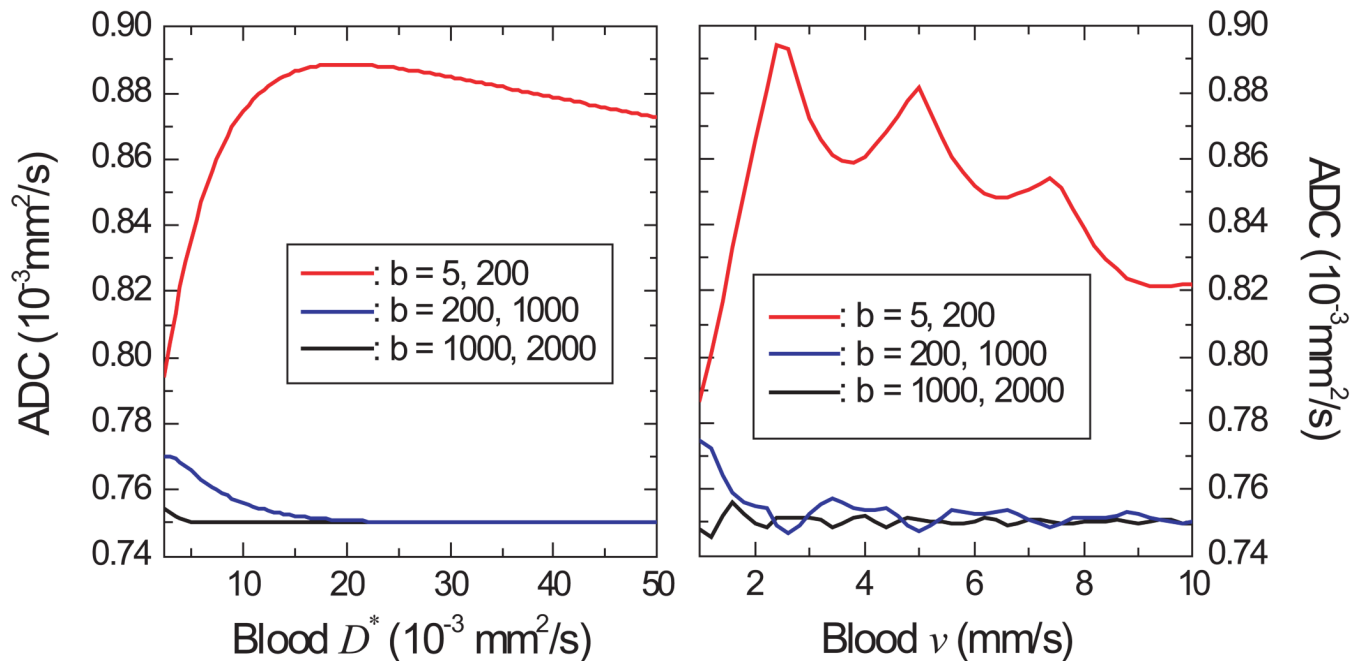 0.90
0.88
0.86
0.84
0.82
0.80
0.78
0.76
0.74
ADC (10⁻³mm²/s)
: b = 5, 200
: b = 200, 1000
: b = 1000, 2000
10
20
30
40
50
Blood D* (10⁻³ mm²/s)
: b = 5, 200
: b = 200, 1000
: b = 1000, 2000
2
4
6
8
10
Blood v (mm/s)
0.90
0.88
0.86
0.84
0.82
0.80
0.78
0.76
0.74
ADC (10⁻³mm²/s)